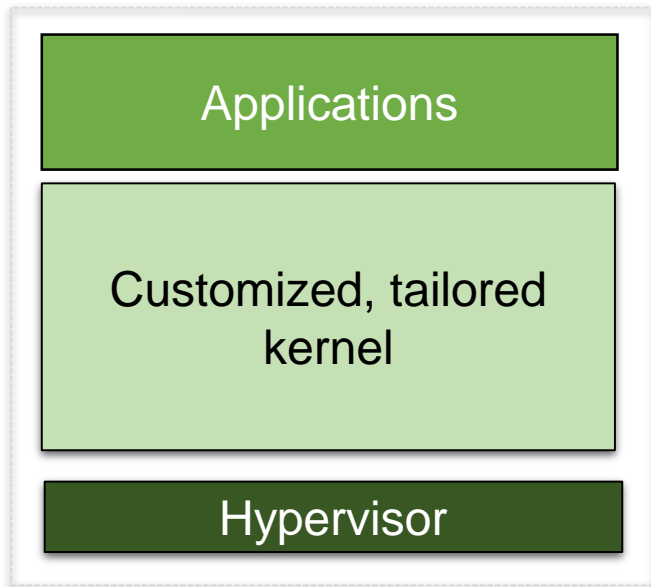 Applications
Customized, tailored
kernel
Hypervisor